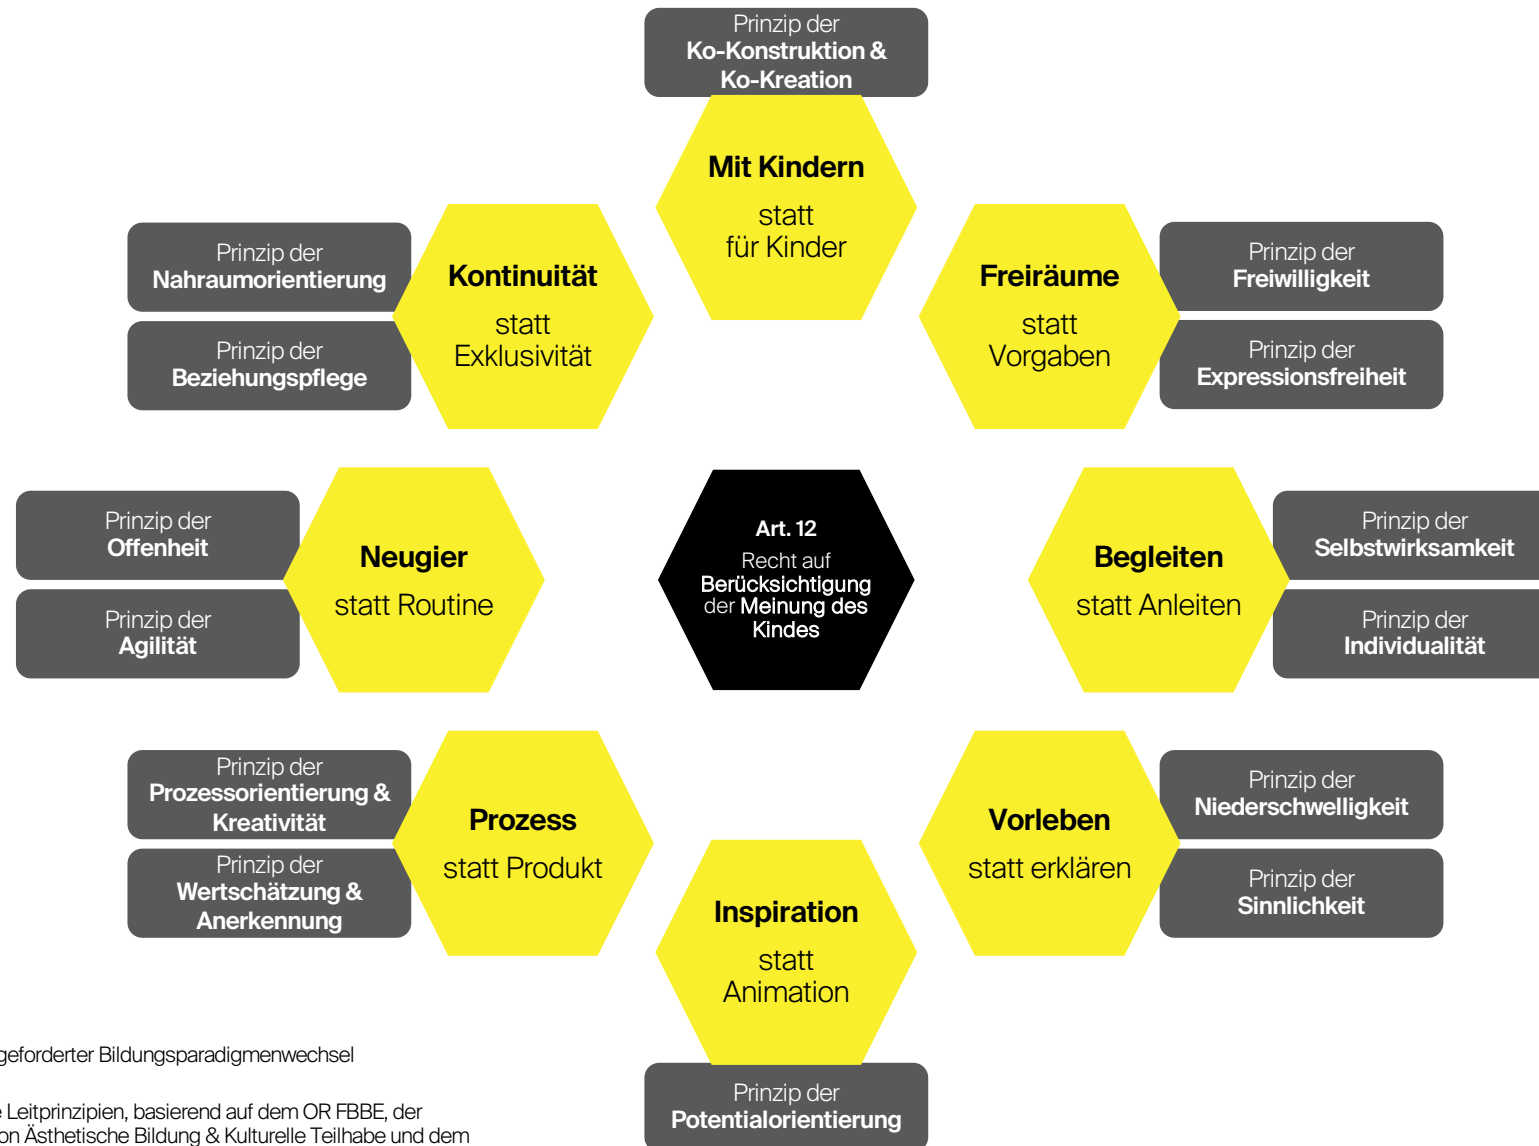 Prinzip der
Ko-Konstruktion &
Ko-Kreation
Mit Kindern
statt
für Kinder
Prinzip der
Nahraumorientierung
Prinzip der
Beziehungspflege
Kontinuität
statt
Exklusivität
Freiräume
statt
Vorgaben
Prinzip der
Freiwilligkeit
Prinzip der
Expressionsfreiheit
Prinzip der
Offenheit
Prinzip der
Agilität
Neugier
statt Routine
Art. 12
Recht auf
Berücksichtigung
der Meinung des
Kindes
Begleiten
statt Anleiten
Prinzip der
Selbstwirksamkeit
Prinzip der
Individualität
Prinzip der
Prozessorientierung &
Kreativität
Prinzip der
Wertschätzung &
Anerkennung
Prozess
statt Produkt
Inspiration
statt
Animation
Vorleben
statt erklären
Prinzip der
Niederschwelligkeit
Prinzip der
Sinnlichkeit
Prinzip der
Potentialorientierung
geforderter Bildungsparadigmenwechsel
Leitprinzipien, basierend auf dem OR FBBE, der
Ästhetische Bildung & Kulturelle Teilhabe und dem